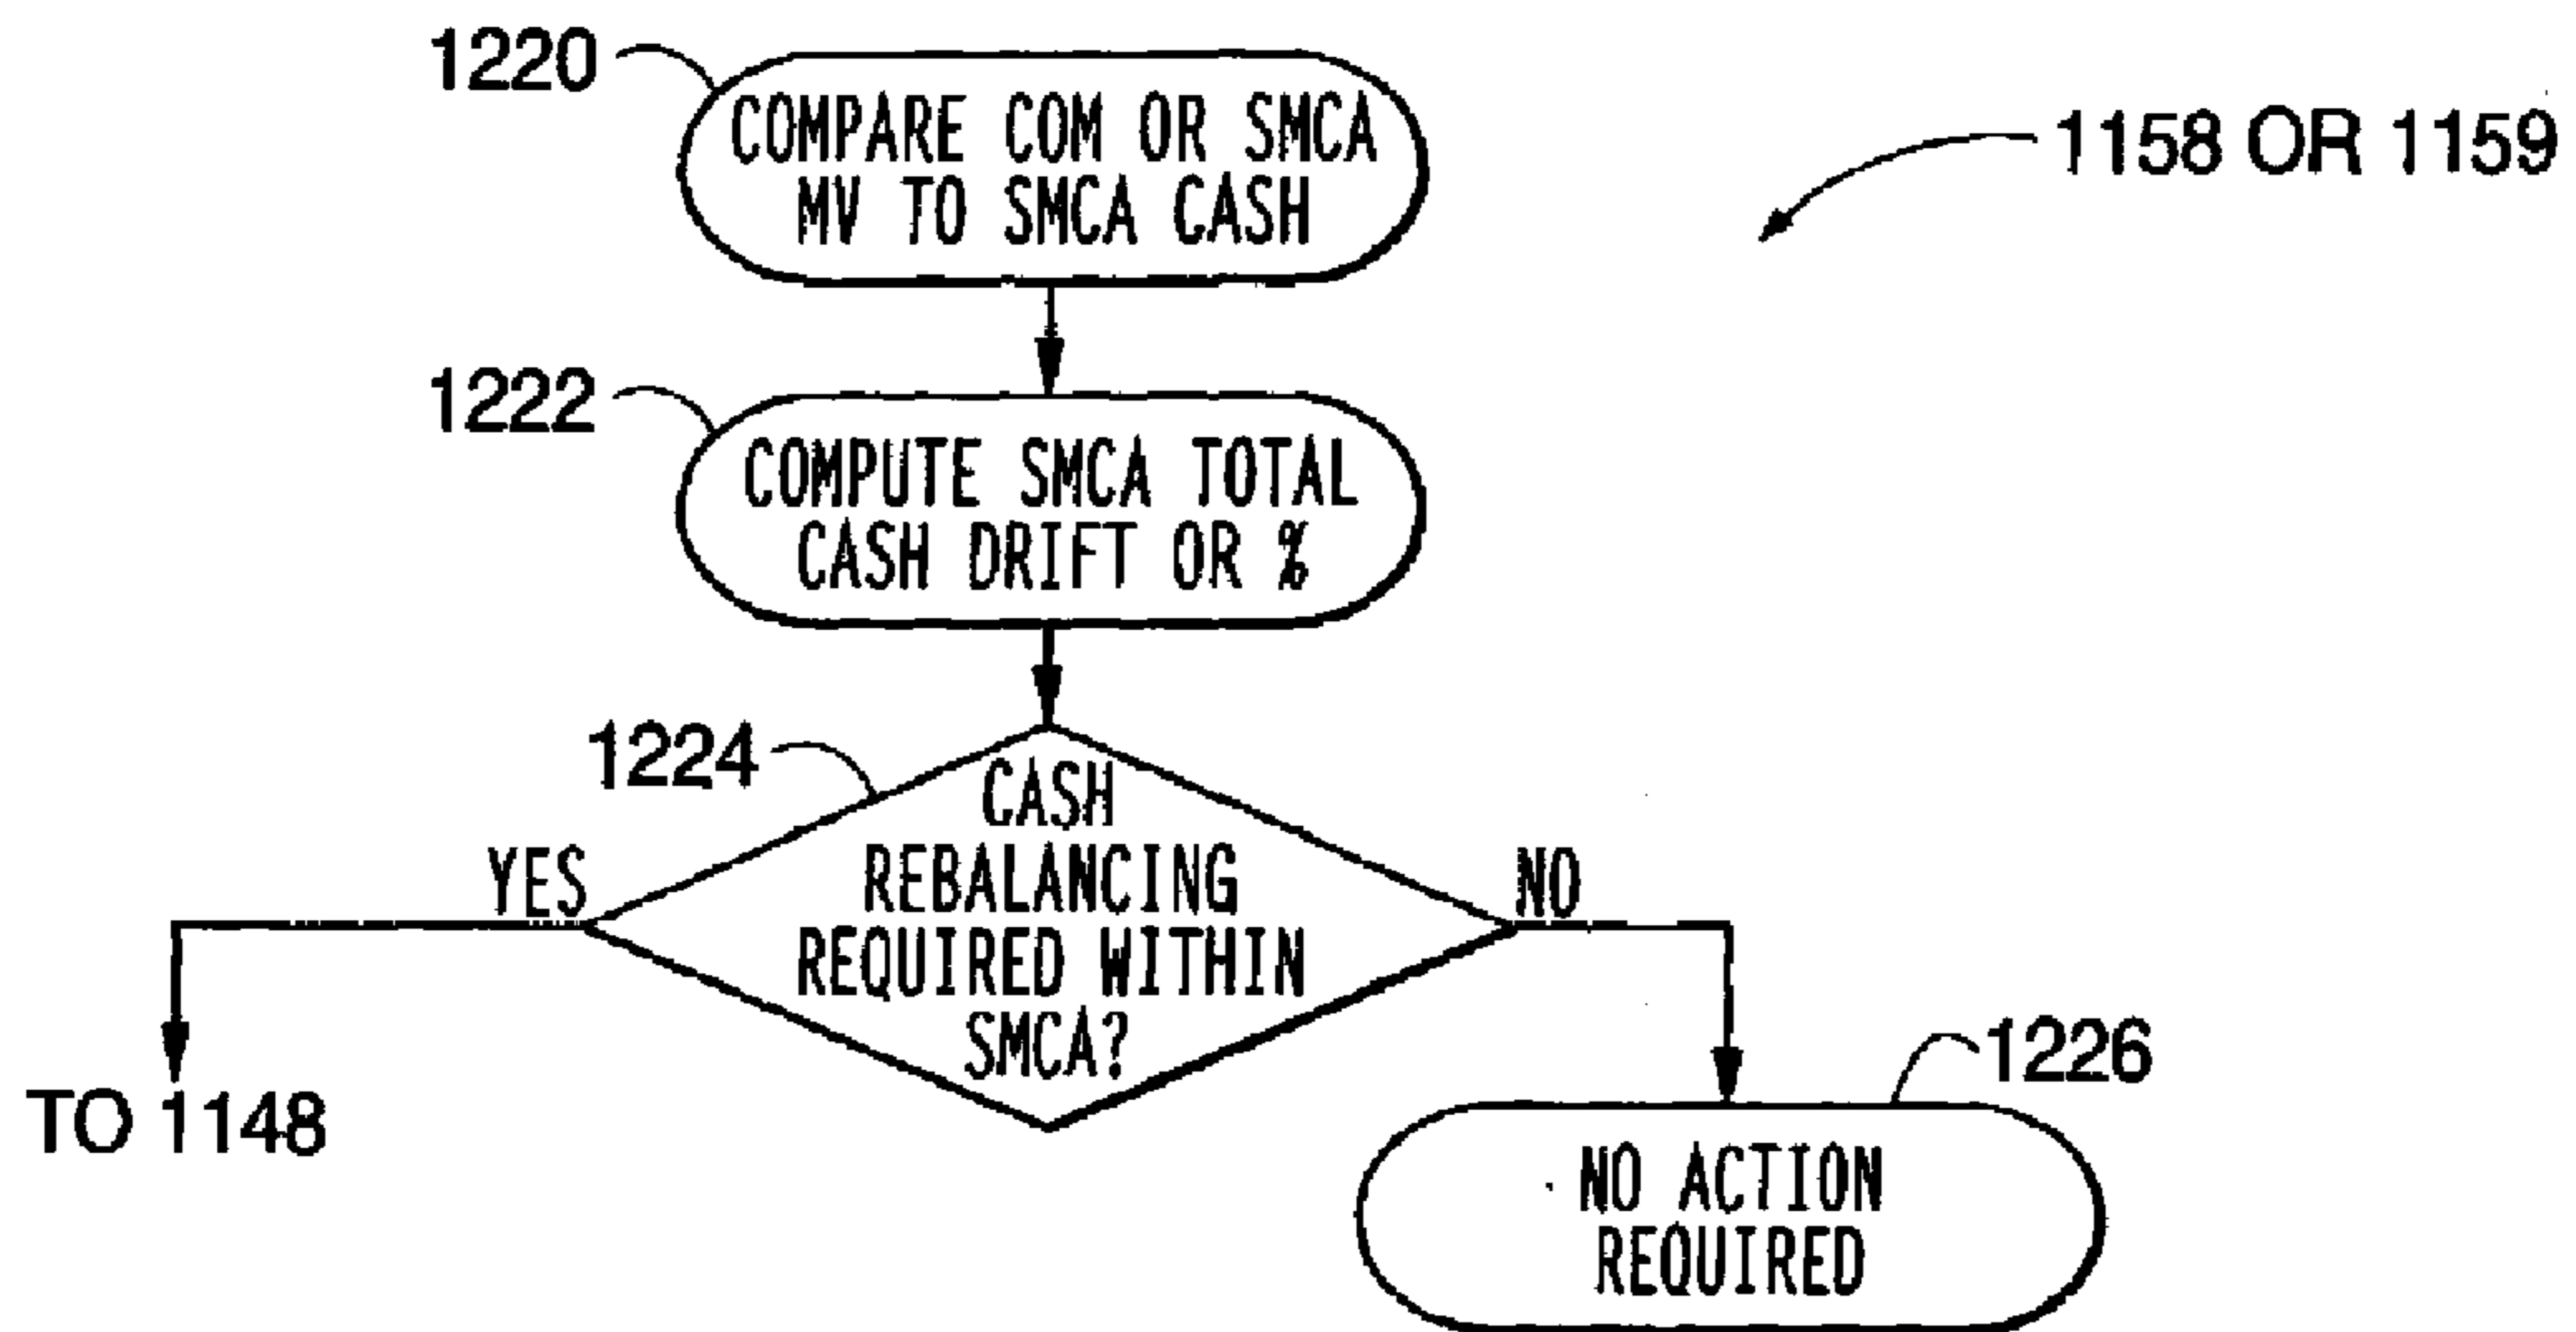 1220
COMPARE COM OR SMCA
MV TO SMCA CASH
1158 OR 1159
1222
COMPUTE SMCA TOTAL
CASH DRIFT OR %
1224
CASH
REBALANCING
REQUIRED WITHIN
SMCA?
YES
NO
TO 1148
1226
NO ACTION
REQUIRED